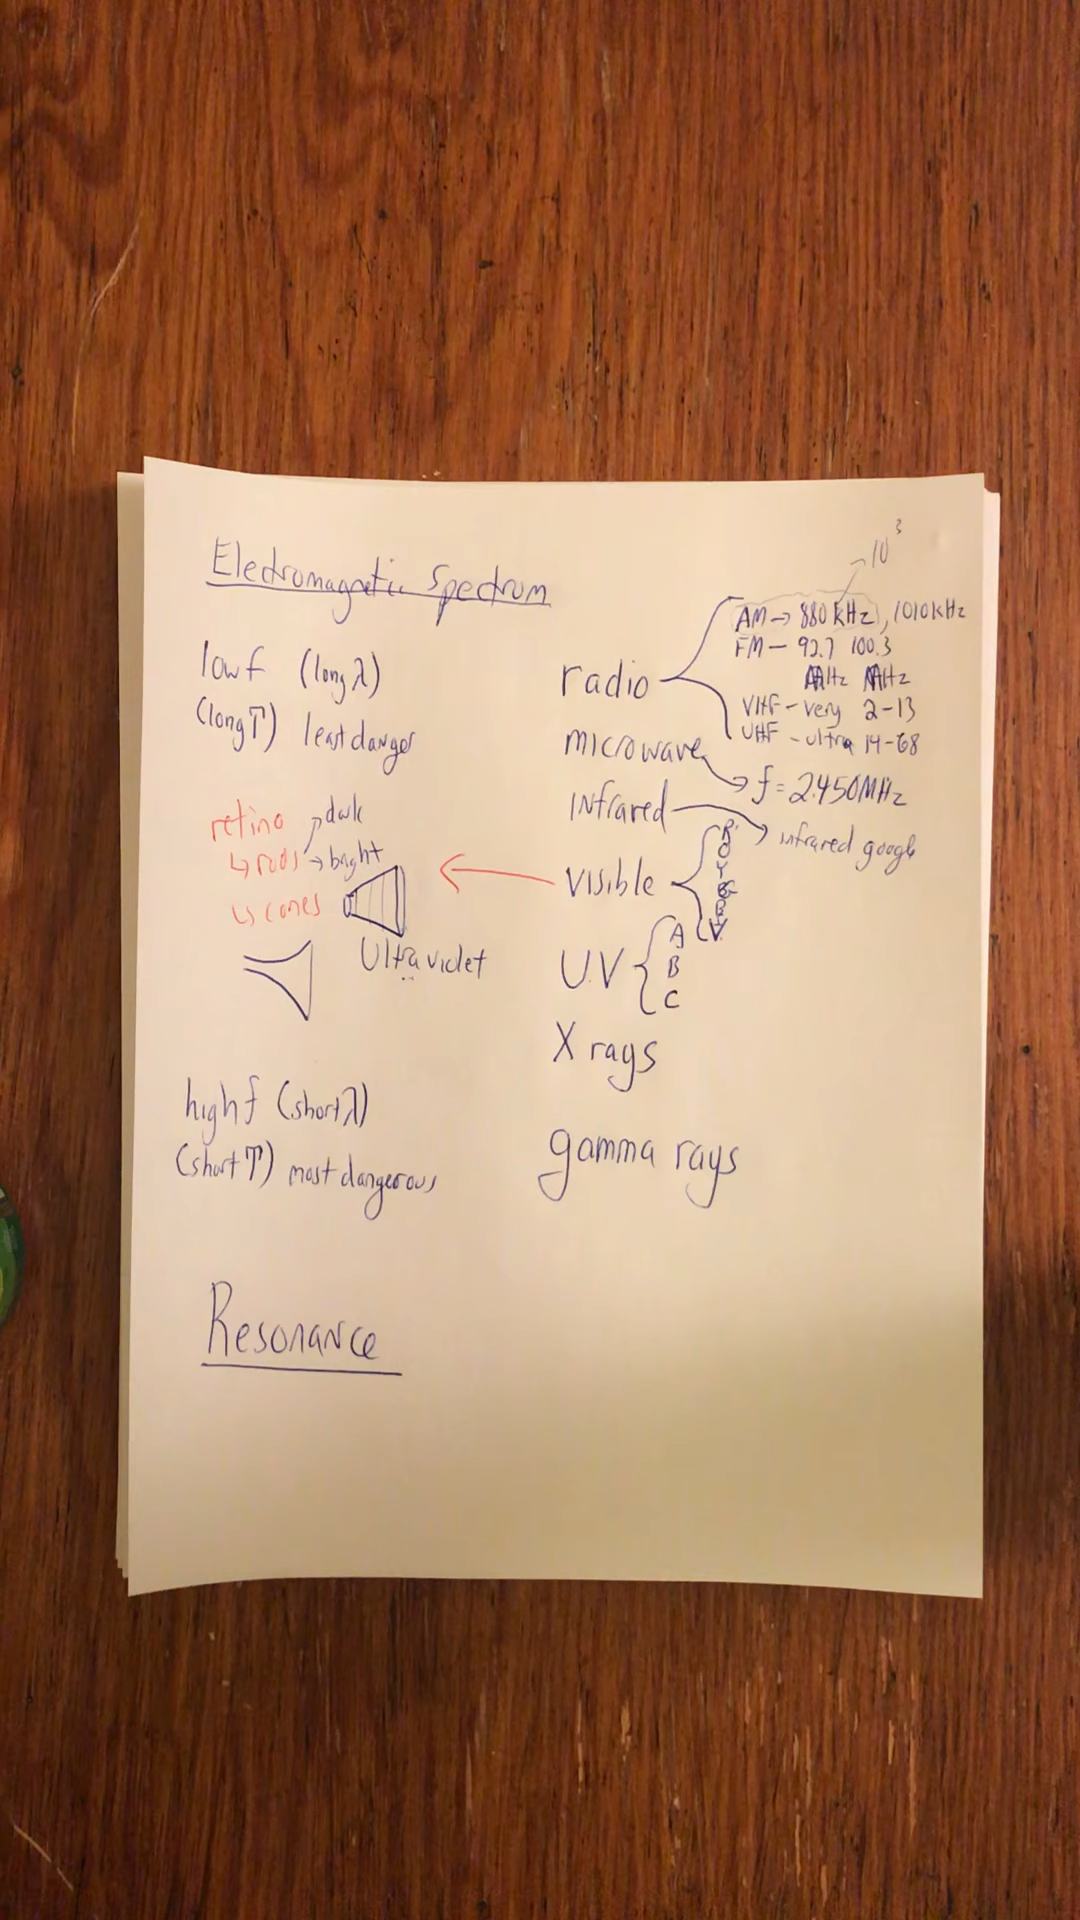 Electromagnetic Spectrum
low f (long λ)
(long T) least danger
radio
10³
AM → 880 kHz, 1010 kHz
FM – 92.7 100.3
MHz MHz
VHF – very 2-13
UHF – ultra 14-68
microwave → f = 2.450MHz
Infrared → infrared google
retina
↳ rods → dark
→ bright
↳ cones
Visible
R
O
Y
G
B
V
Ultraviolet
U.V
A
B
C
X rays
high f (short λ)
(short T) most dangerous
gamma rays
Resonance